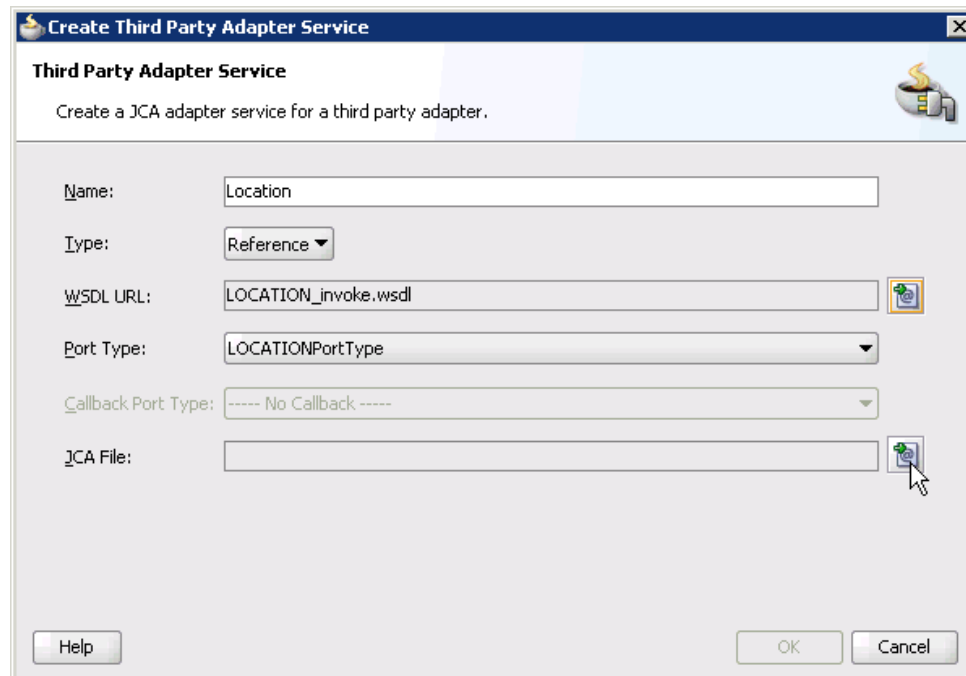 Create Third Party Adapter Service
Third Party Adapter Service
Create a JCA adapter service for a third party adapter.
Name: Location
Type: Reference
WSDL URL: LOCATION_invoke.wsdl
Port Type: LOCATIONPortType
Callback Port Type: ----- No Callback -----
JCA File:
Help OK Cancel